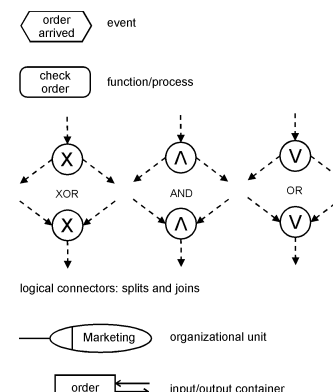 order
arrived
event
check
order
function/process
X
Λ
V
XOR
AND
OR
X
Λ
V
logical connectors: splits and joins
Marketing
organizational unit
order
input/output container